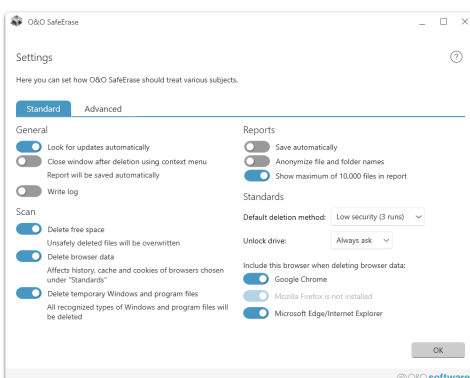 O&O SafeErase
Settings
Here you can set how O&O SafeErase should treat various subjects.
Standard
Advanced
General
Look for updates automatically
Close window after deletion using context menu
Report will be saved automatically
Write log
Scan
Delete free space
Unsafely deleted files will be overwritten
Delete browser data
Affects history, cache and cookies of browsers chosen
under "Standards"
Delete temporary Windows and program files
All recognized types of Windows and program files will
be deleted
Reports
Save automatically
Anonymize file and folder names
Show maximum of 10,000 files in report
Standards
Default deletion method:
Low security (3 runs)
Unlock drive:
Always ask
Include this browser when deleting browser data:
Google Chrome
Mozilla Firefox is not installed
Microsoft Edge/Internet Explorer
OK
O&O software